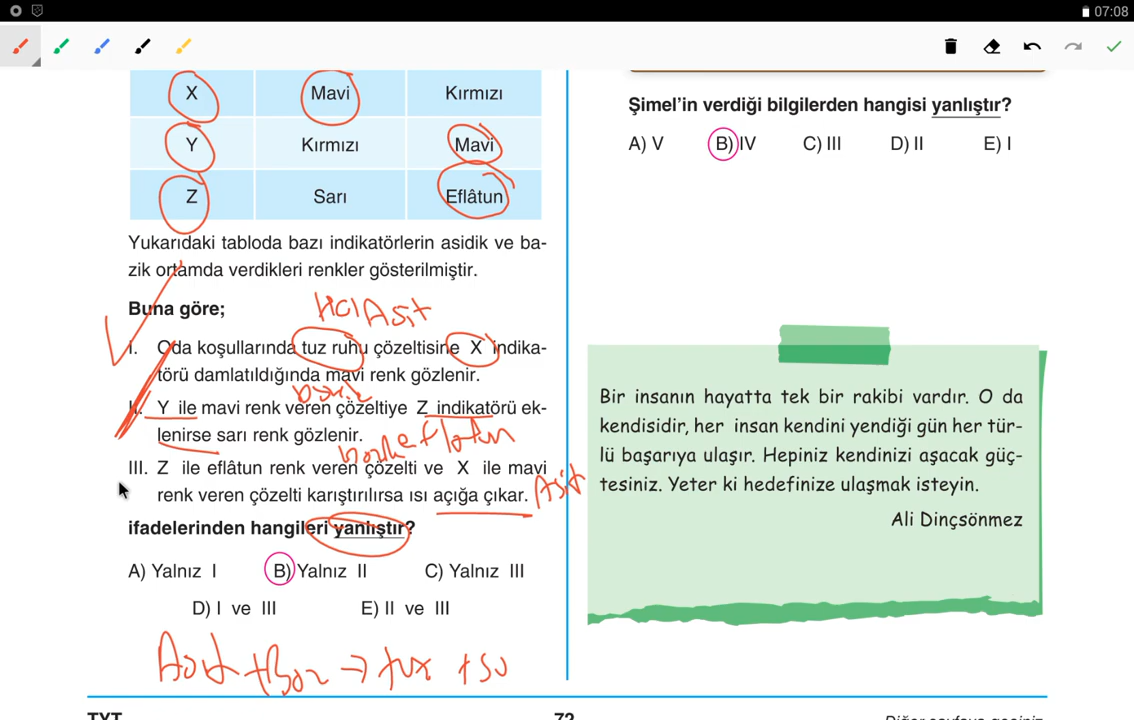 07:08
X Mavi Kırmızı
Y Kırmızı Mavi
Z Sarı Eflâtun
Yukarıdaki tabloda bazı indikatörlerin asidik ve ba-
zik ortamda verdikleri renkler gösterilmiştir.
Buna göre;
HCl Asit
I. Oda koşullarında tuz ruhu çözeltisine X indika-
törü damlatıldığında mavi renk gözlenir.
bazik
II. Y ile mavi renk veren çözeltiye Z indikatörü ek-
lenirse sarı renk gözlenir.
eflatun
bazik
III. Z ile eflâtun renk veren çözelti ve X ile mavi
renk veren çözelti karıştırılırsa ısı açığa çıkar.
Asit
ifadelerinden hangileri yanlıştır?
A) Yalnız I B) Yalnız II C) Yalnız III
D) I ve III E) II ve III
Asit + Baz ⇒ tuz + su
Şimel'in verdiği bilgilerden hangisi yanlıştır?
A) V B) IV C) III D) II E) I
Bir insanın hayatta tek bir rakibi vardır. O da
kendisidir, her insan kendini yendiği gün her tür-
lü başarıya ulaşır. Hepiniz kendinizi aşacak güç-
tesiniz. Yeter ki hedefinize ulaşmak isteyin.
Ali Dinçsönmez
TYT 72 Diğer sayfaya geçiniz